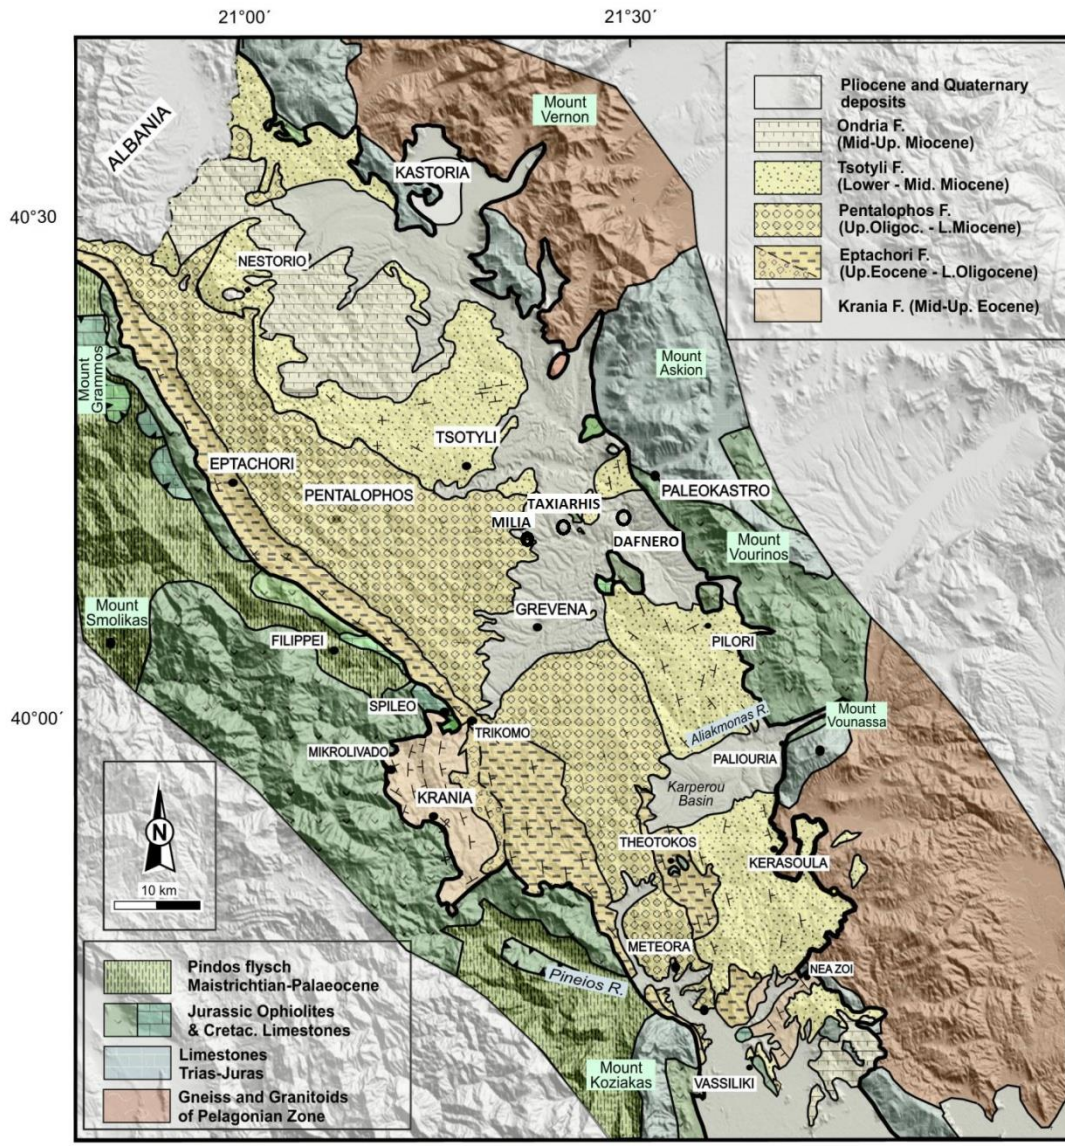 21°00´
21°30´
40°30´
40°00´
ALBANIA
Mount
Vernon
KASTORIA
NESTORIO
Mount
Grammos
Mount
Askion
TSOTYLI
EPTACHORI
PENTALOPHOS
PALEOKASTRO
TAXIARHIS
MILIA
DAFNERO
Mount
Vourinos
Mount
Smolikas
GREVENA
FILIPPEI
PILORI
SPILEO
TRIKOMO
Mount
Vounassa
Aliakmonas R.
MIKROLIVADO
PALIOURIA
Karperou
Basin
KRANIA
THEOTOKOS
KERASOULA
METEORA
NEA ZOI
Pineios R.
Mount
Koziakas
VASSILIKI
N
10 km
Pliocene and Quaternary
deposits
Ondria F.
(Mid-Up. Miocene)
Tsotyli F.
(Lower - Mid. Miocene)
Pentalophos F.
(Up.Oligoc. - L.Miocene)
Eptachori F.
(Up.Eocene - L.Oligocene)
Krania F. (Mid-Up. Eocene)
Pindos flysch
Maistrichtian-Palaeocene
Jurassic Ophiolites
& Cretac. Limestones
Limestones
Trias-Juras
Gneiss and Granitoids
of Pelagonian Zone